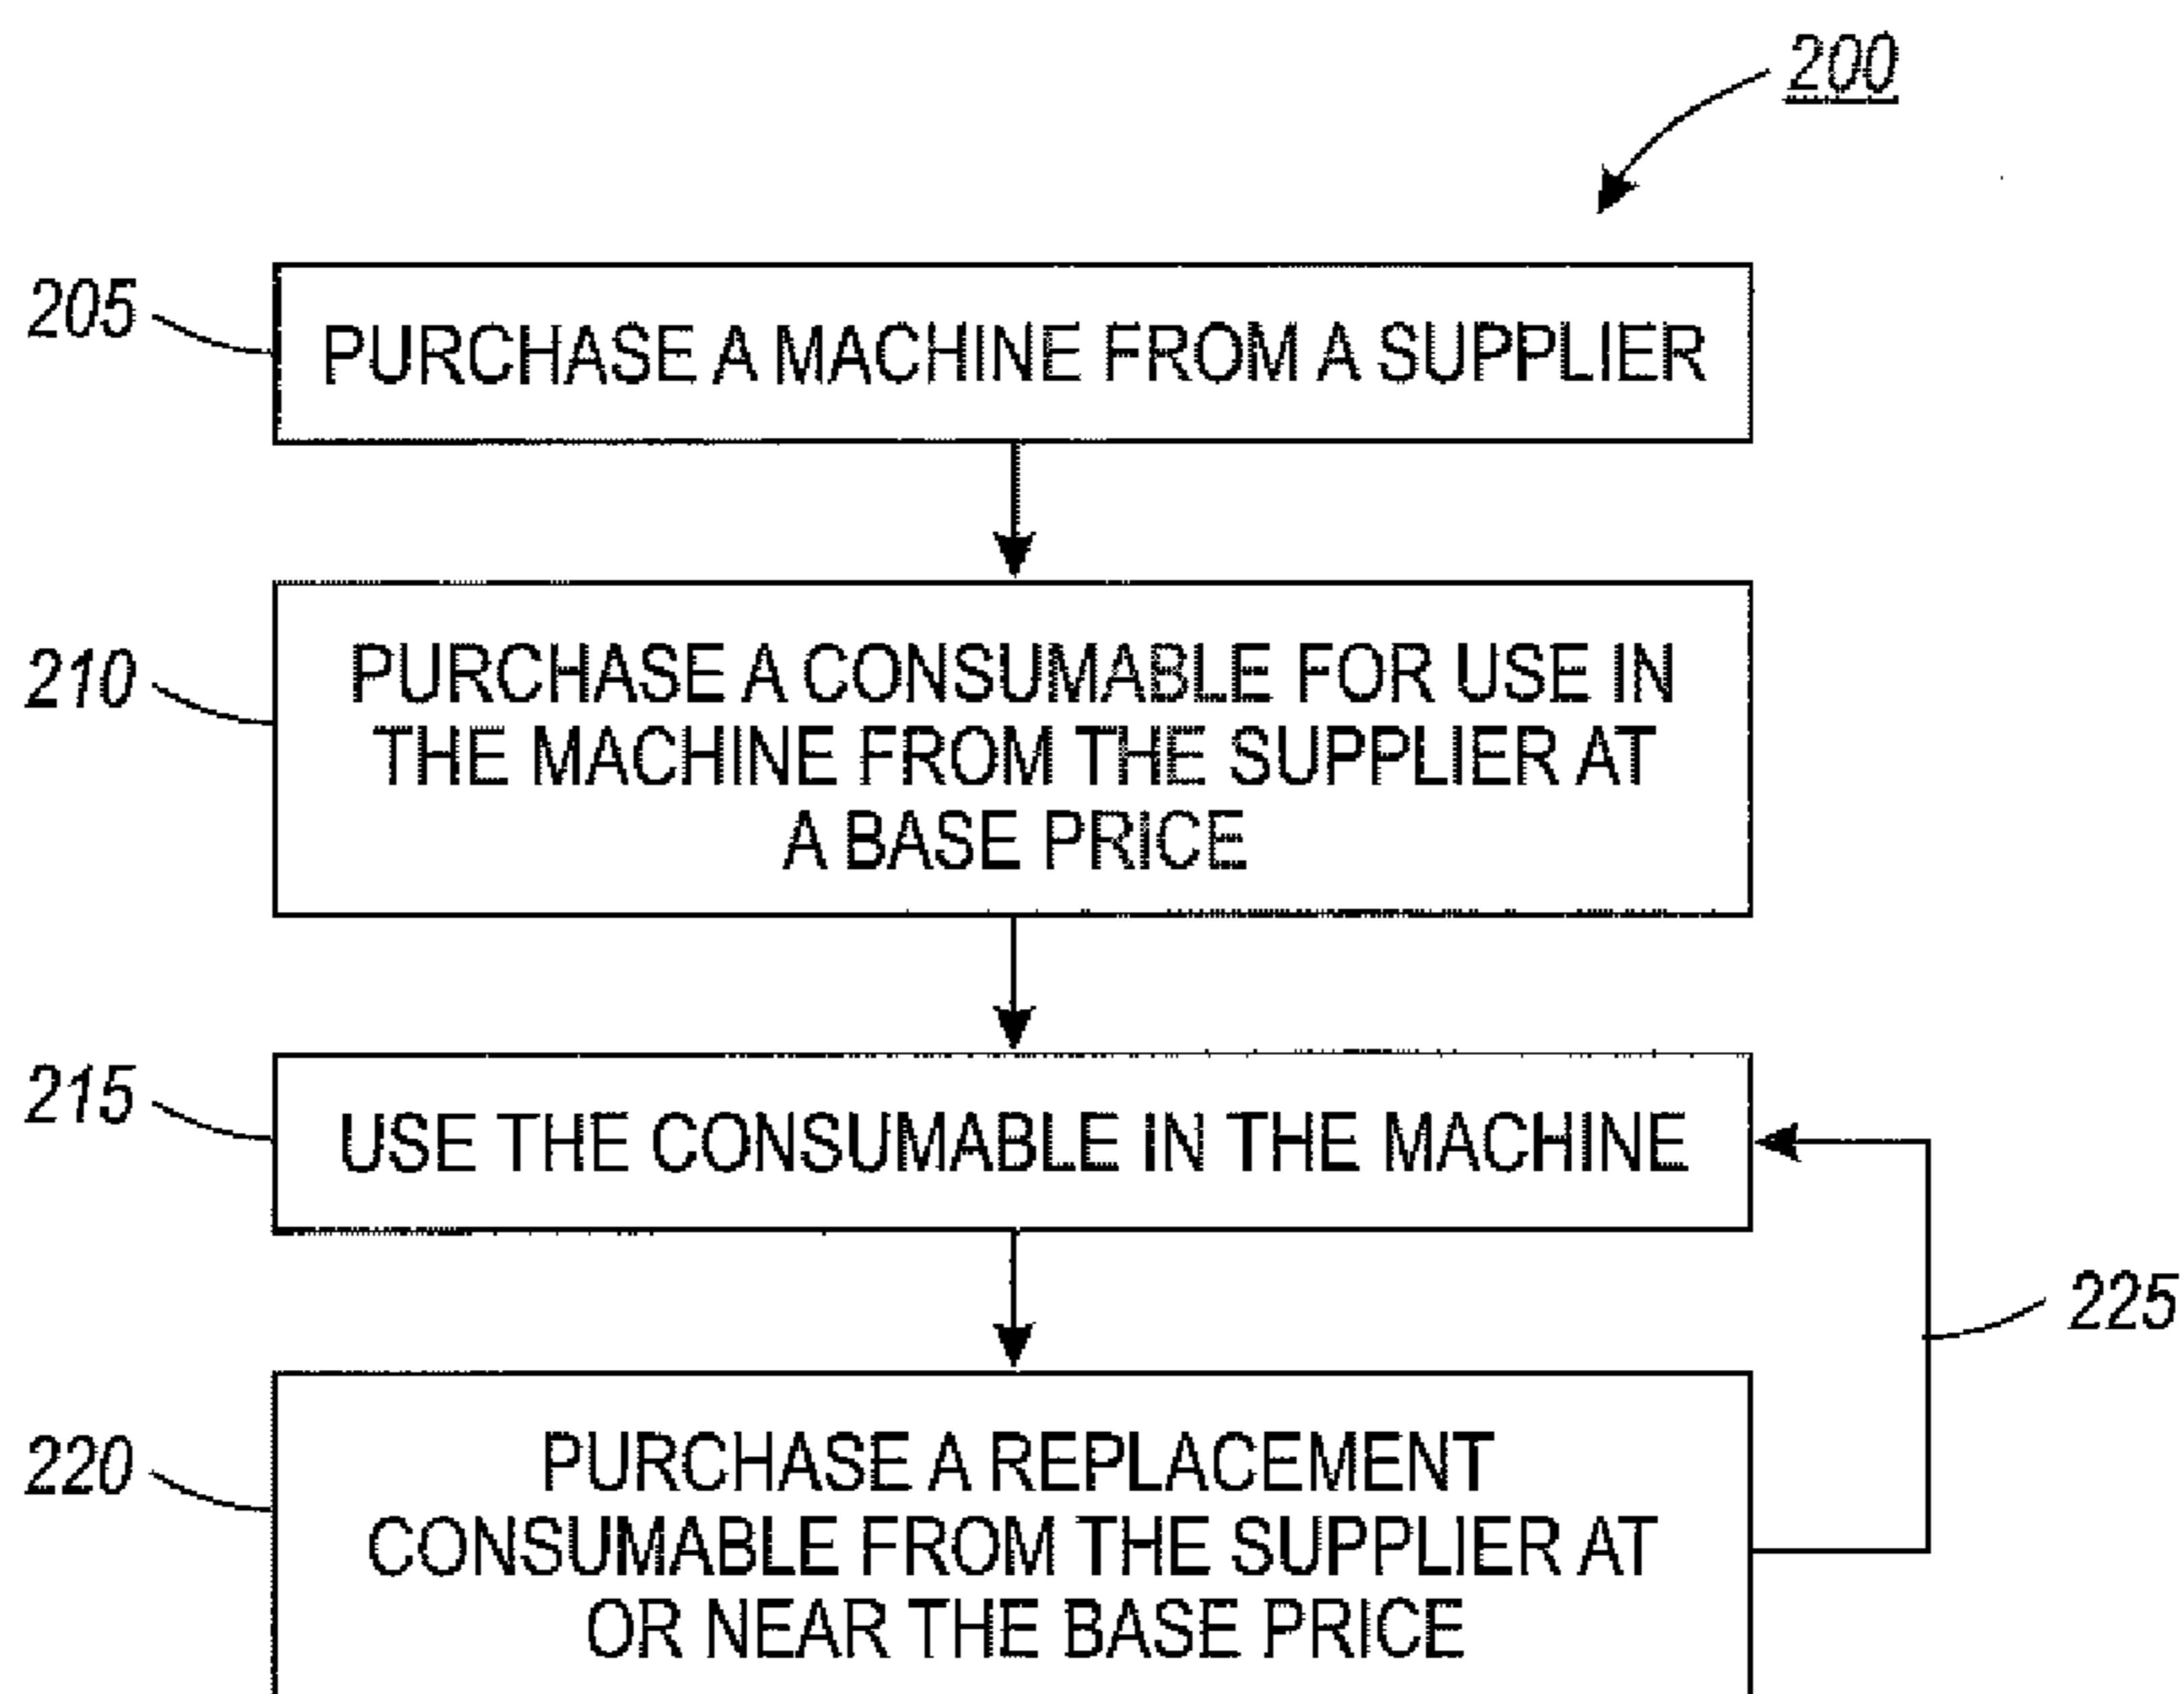 200
205
PURCHASE A MACHINE FROM A SUPPLIER
210
PURCHASE A CONSUMABLE FOR USE IN
THE MACHINE FROM THE SUPPLIER AT
A BASE PRICE
215
USE THE CONSUMABLE IN THE MACHINE
225
220
PURCHASE A REPLACEMENT
CONSUMABLE FROM THE SUPPLIER AT
OR NEAR THE BASE PRICE